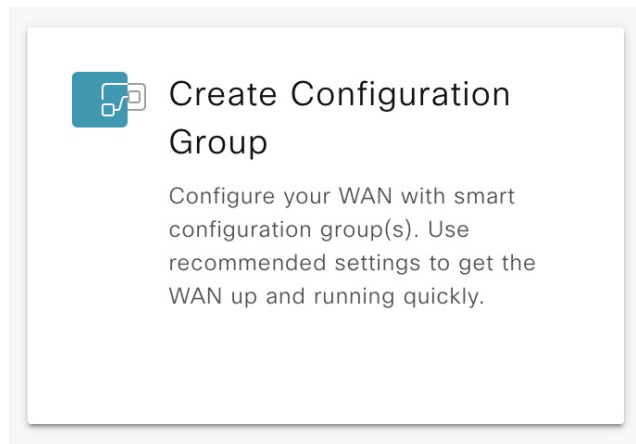 Create Configuration
Group
Configure your WAN with smart
configuration group(s). Use
recommended settings to get the
WAN up and running quickly.